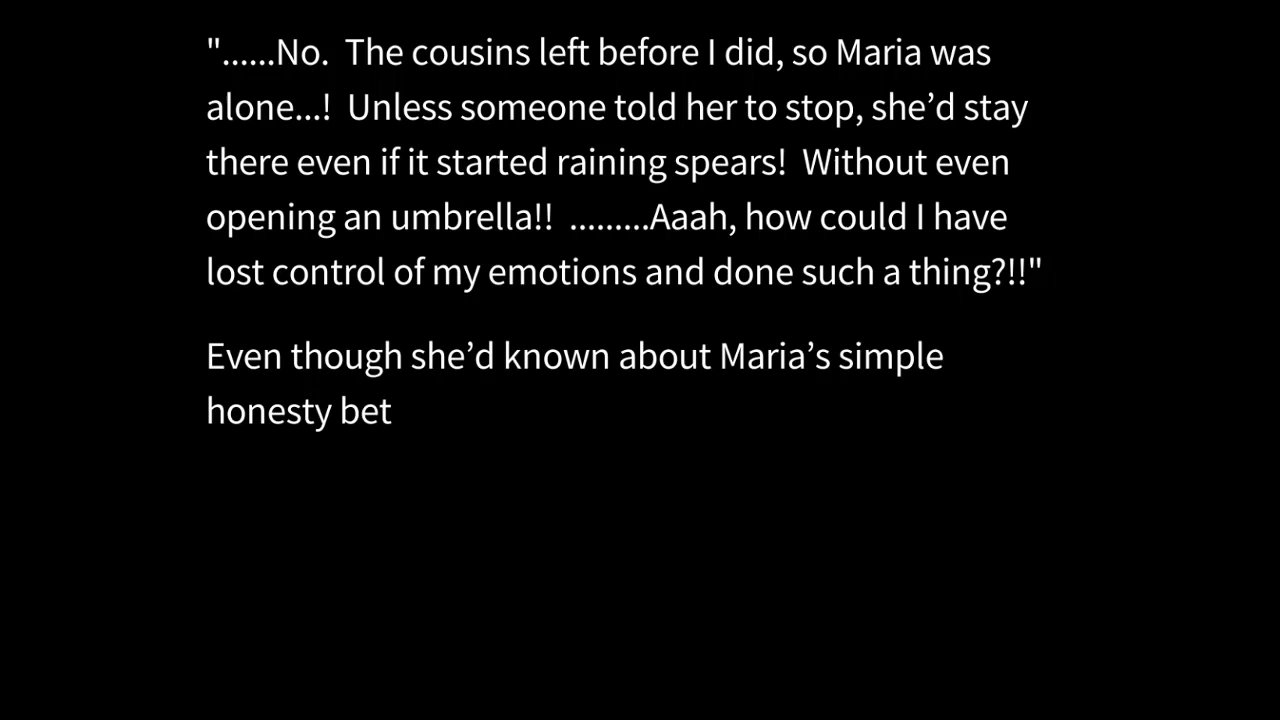 "......No.  The cousins left before I did, so Maria was
alone...!  Unless someone told her to stop, she’d stay
there even if it started raining spears!  Without even
opening an umbrella!!  .........Aaah, how could I have
lost control of my emotions and done such a thing?!!"
Even though she’d known about Maria’s simple
honesty bet